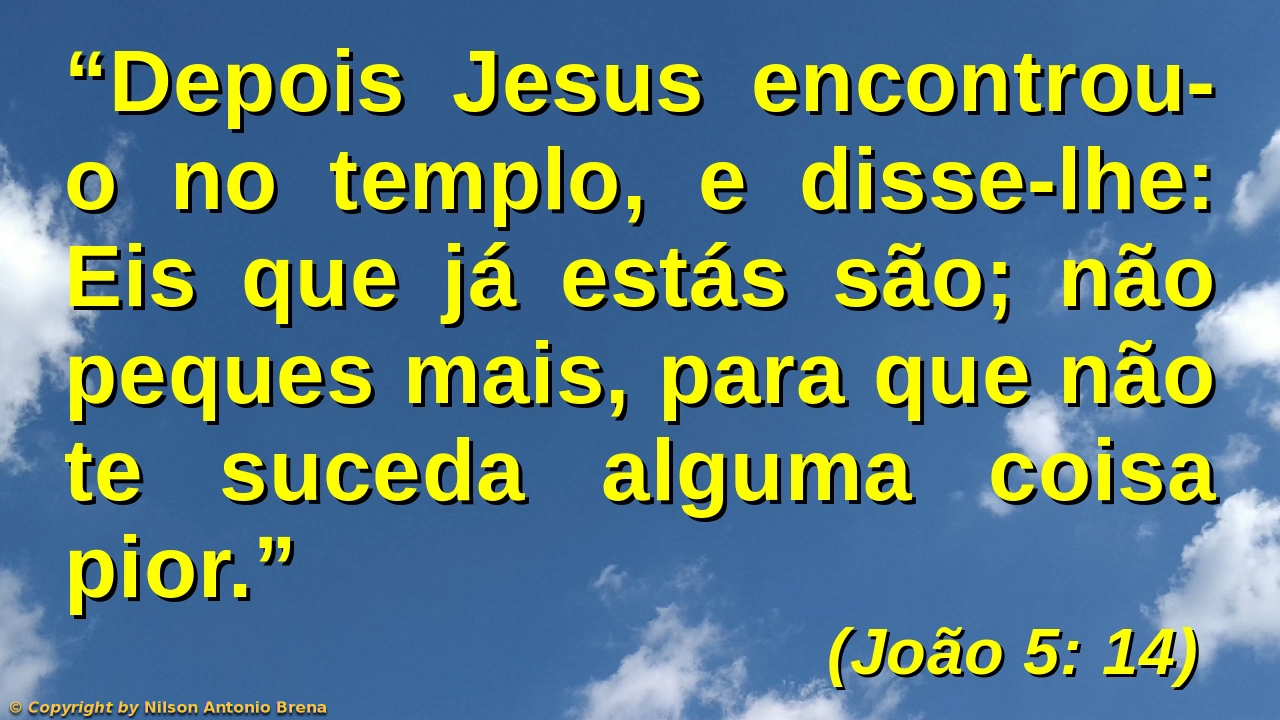 “Depois Jesus encontrou-
o no templo, e disse-lhe:
Eis que já estás são; não
peques mais, para que não
te suceda alguma coisa
pior.”
(João 5: 14)
© Copyright by Nilson Antonio Brena